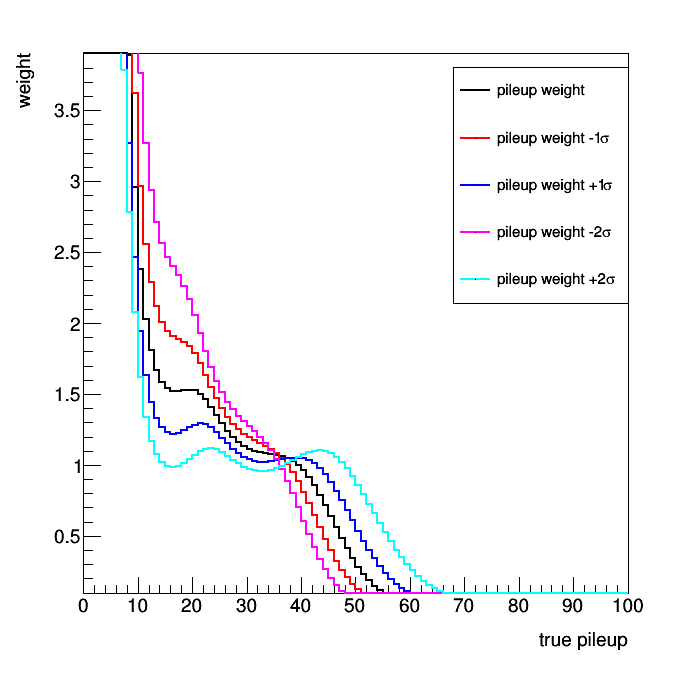 weight
3.5
3
2.5
2
1.5
1
0.5
pileup weight
pileup weight -1σ
pileup weight +1σ
pileup weight -2σ
pileup weight +2σ
0 10 20 30 40 50 60 70 80 90 100
true pileup